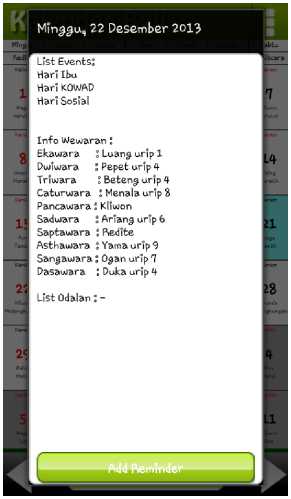 Minggu, 22 Desember 2013
List Events:
Hari Ibu
Hari KOWAD
Hari Sosial
Info Wewaran :
Ekawara : Luang urip 1
Dwiwara : Pepet urip 4
Triwara : Beteng urip 4
Caturwara : Menala urip 8
Pancawara : Kliwon
Sadwara : Ariang urip 6
Saptawara : Redite
Asthawara : Yama urip 9
Sangawara : Ogan urip 7
Dasawara : Duka urip 4
List Odalan : -
Add Reminder